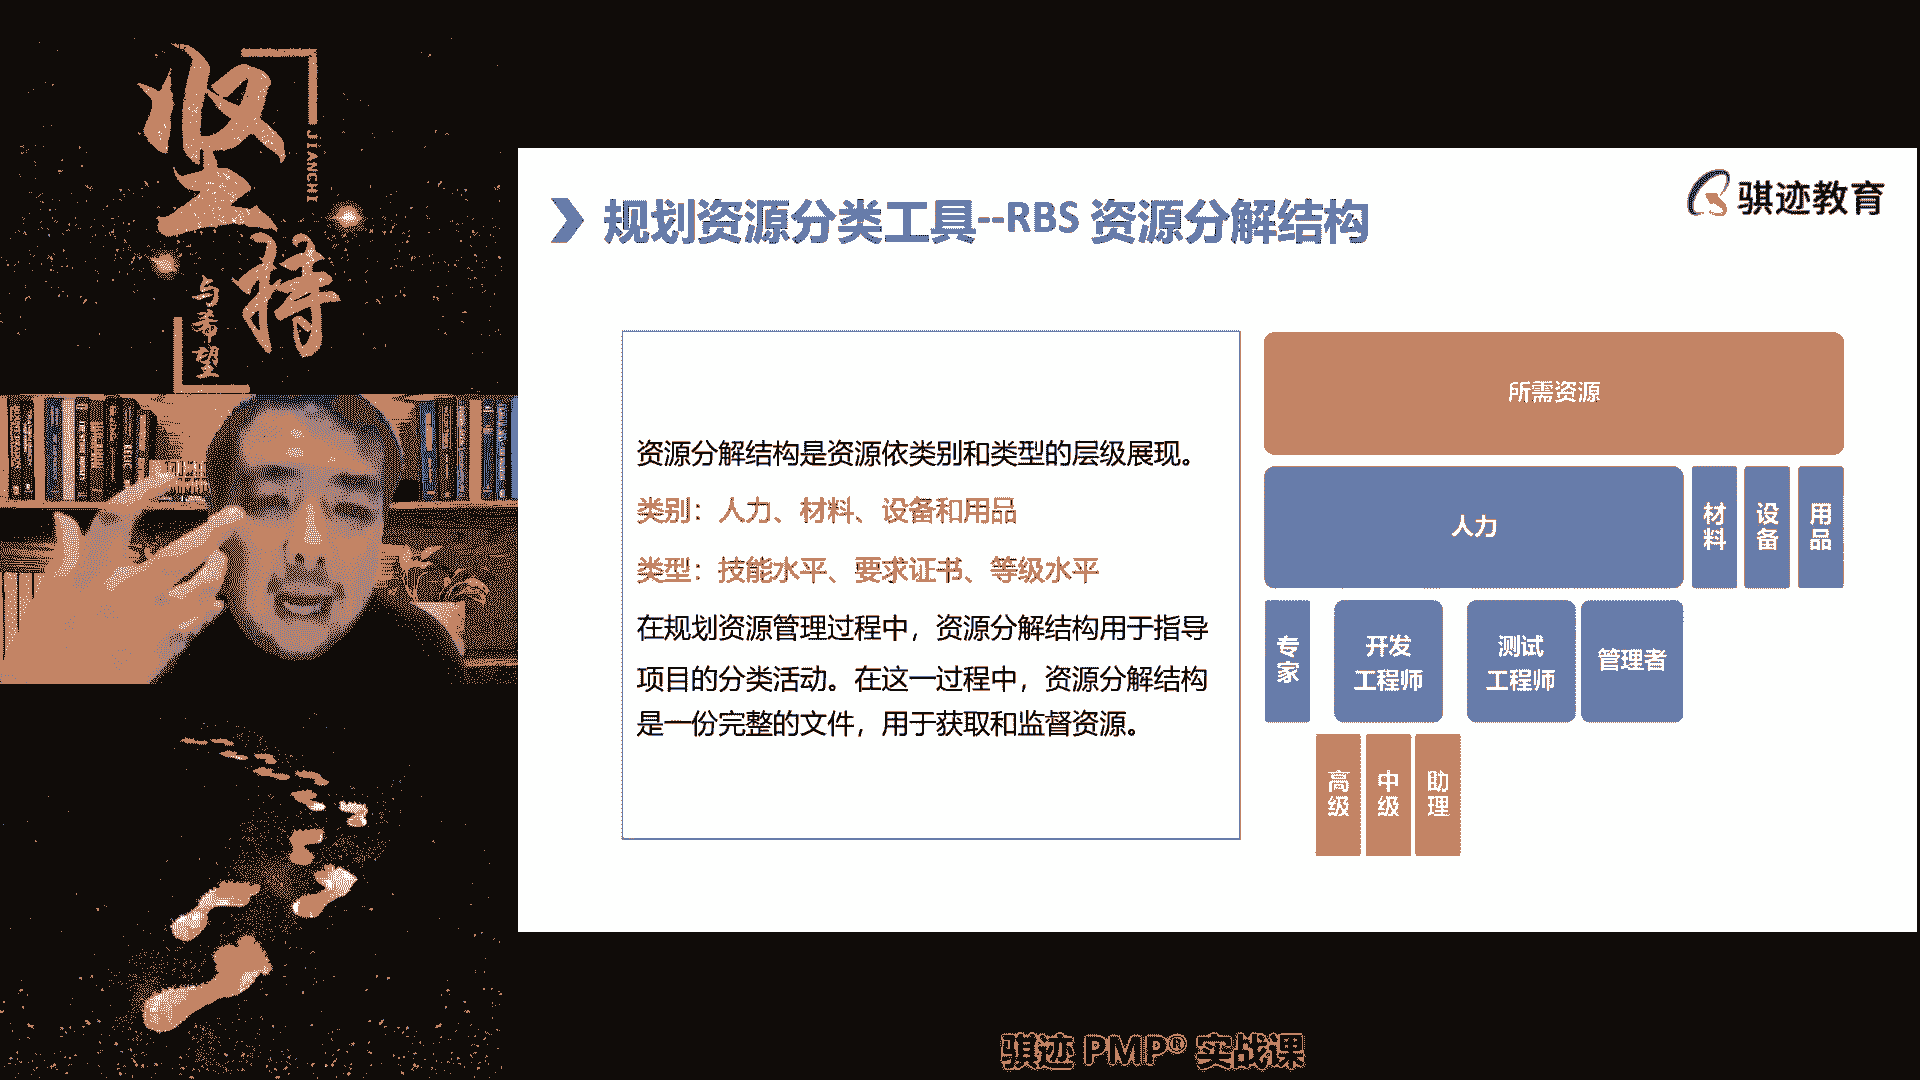 坚持
JIANCHI
与希望
规划资源分类工具--RBS 资源分解结构
骐迹教育
资源分解结构是资源依类别和类型的层级展现。
类别：人力、材料、设备和用品
类型：技能水平、要求证书、等级水平
在规划资源管理过程中，资源分解结构用于指导
项目的分类活动。在这一过程中，资源分解结构
是一份完整的文件，用于获取和监督资源。
所需资源
人力
材料
设备
用品
专家
开发
工程师
测试
工程师
管理者
高级
中级
助理
骐迹 PMP® 实战课